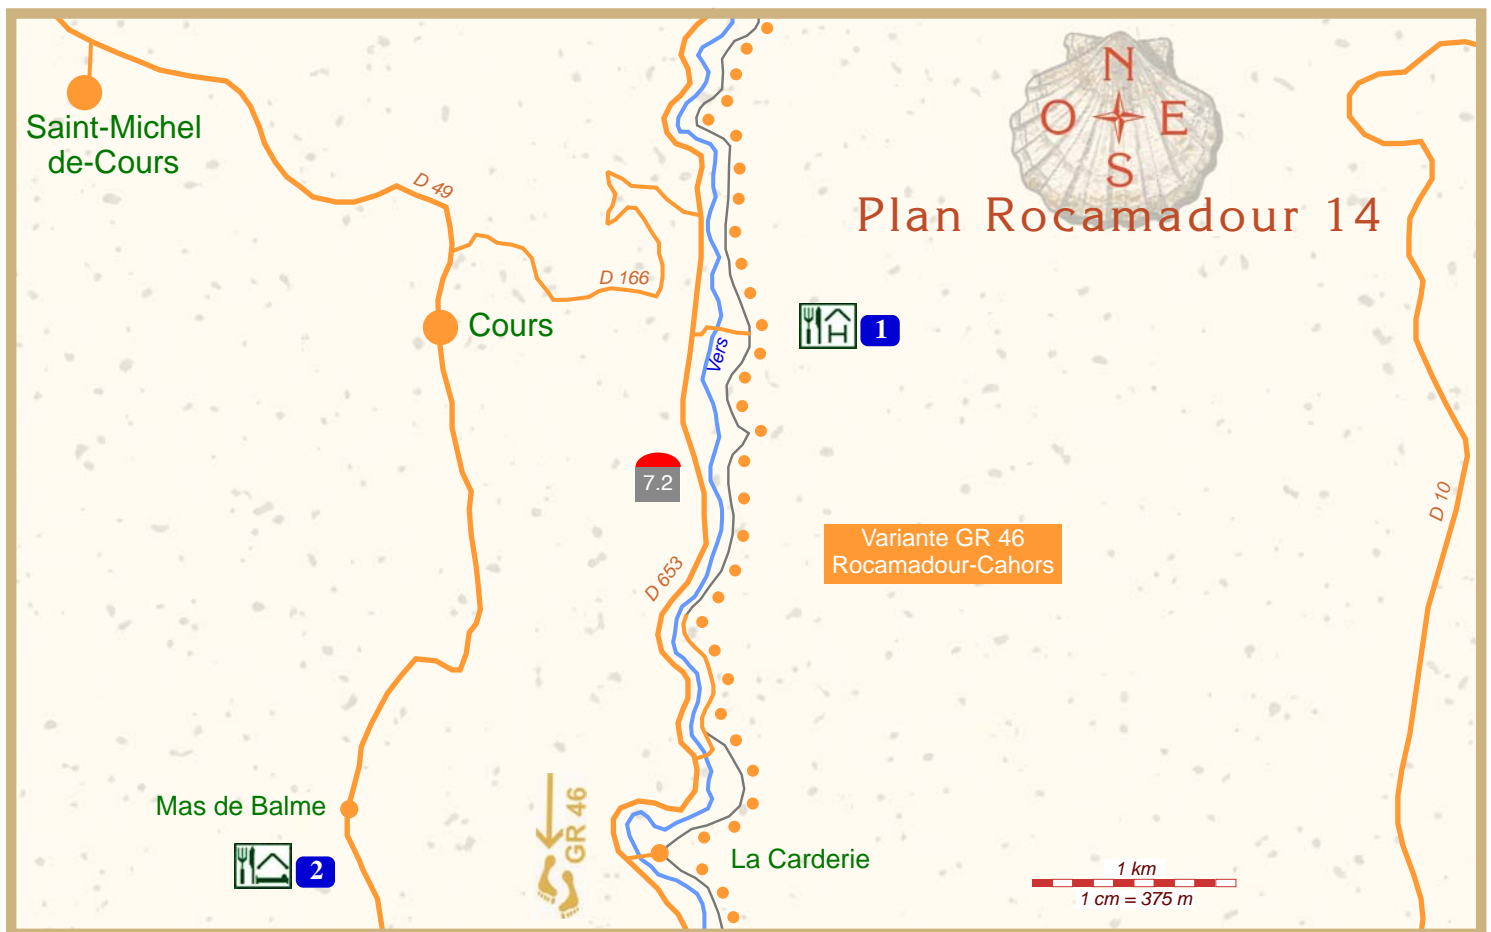 N
O E
S
Plan Rocamadour 14
Saint-Michel
de-Cours
D 49
D 166
Cours
Vers
1
7.2
D 10
Variante GR 46
Rocamadour-Cahors
D 653
Mas de Balme
GR 46
2
La Carderie
1 km
1 cm = 375 m